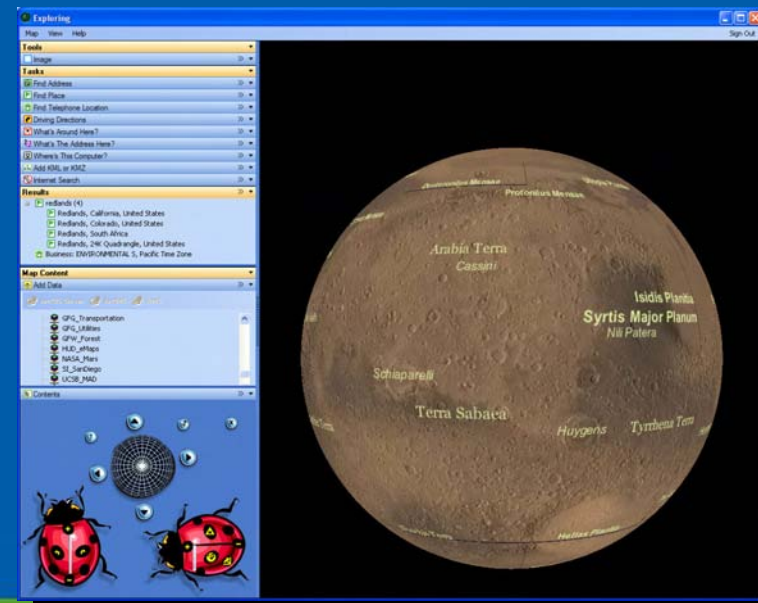 Exploring
Map View Help Sign Out
Tools
Image
Tasks
Find Address
Find Place
Find Telephone Location
Driving Directions
What's Around Here?
What's The Address Here?
Where's This Computer?
Add KML or KMZ
Internet Search
Results
redlands (4)
Redlands, California, United States
Redlands, Colorado, United States
Redlands, South Africa
Redlands, 24K Quadrangle, United States
Business: ENVIRONMENTAL S, Pacific Time Zone
Map Content
Add Data
GFG_Transportation
GFG_Utilities
GFW_Forest
HUD_eMaps
NASA_Mars
SI_SanDiego
UCSB_MAD
Contents
Protonilus Mensae
Arabia Terra
Cassini
Isidis Planitia
Syrtis Major Planum
Nili Patera
Schiaparelli
Terra Sabaea
Huygens
Tyrrhena Terra
Hellas Planitia